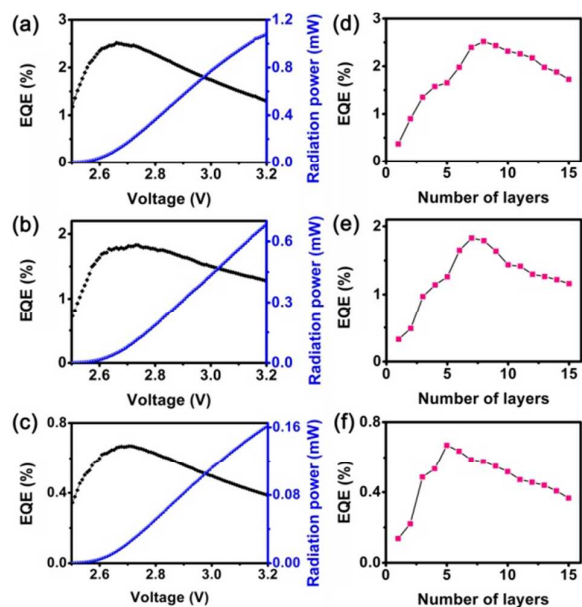 (a)
3
2
1
0
EQE (%)
2.6 2.8 3.0 3.2
Voltage (V)
1.2
0.8
0.4
0.0
Radiation power (mW)
(d)
3
2
1
0
EQE (%)
0 5 10 15
Number of layers
(b)
2
1
0
EQE (%)
2.6 2.8 3.0 3.2
Voltage (V)
0.6
0.3
0.0
Radiation power (mW)
(e)
2
1
0
EQE (%)
0 5 10 15
Number of layers
(c)
0.8
0.4
0.0
EQE (%)
2.6 2.8 3.0 3.2
Voltage (V)
0.16
0.08
0.00
Radiation power (mW)
(f)
0.8
0.4
0.0
EQE (%)
0 5 10 15
Number of layers